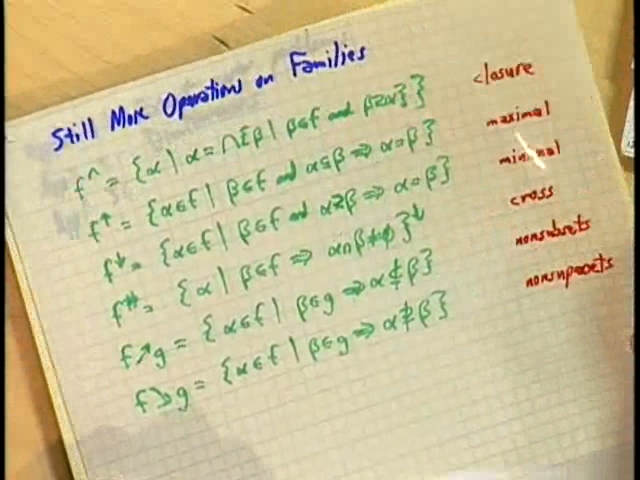 Still More Operations on Families
f^∩ = {α | α = ∩{β | β∈f and β⊇α}} closure
f^↑ = {α∈f | β∈f and α⊆β ⇒ α=β} maximal
f^↓ = {α∈f | β∈f and α⊇β ⇒ α=β} minimal
f^# = {α | β∈f ⇒ α∩β≠∅}^↓ cross
f↗g = {α∈f | β∈g ⇒ α⊈β} nonsubsets
f↘g = {α∈f | β∈g ⇒ α⊉β} nonsupersets